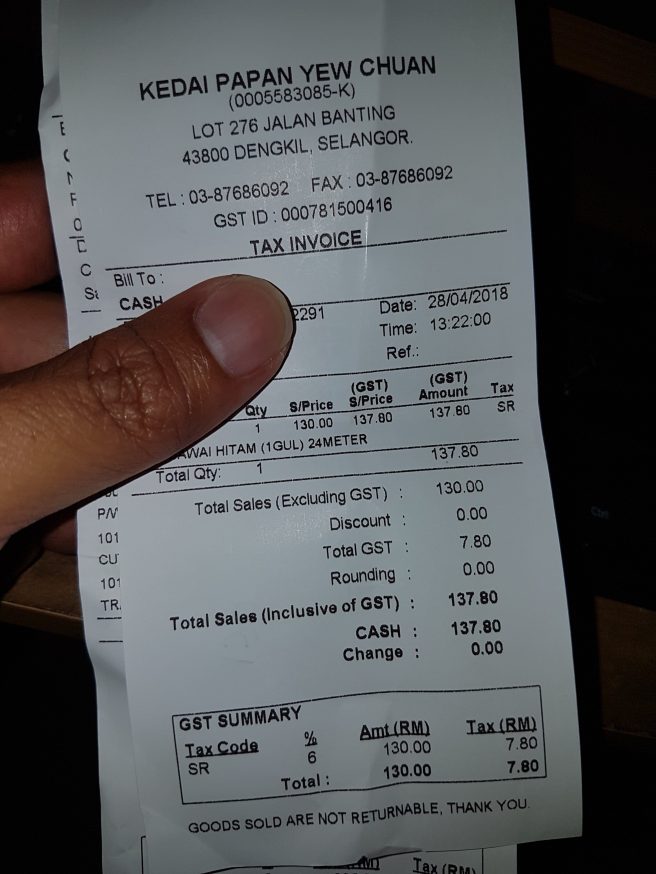 KEDAI PAPAN YEW CHUAN
(0005583085-K)
LOT 276 JALAN BANTING
43800 DENGKIL, SELANGOR.
TEL : 03-87686092 FAX : 03-87686092
GST ID : 000781500416
TAX INVOICE
Bill To :
CASH
2291 Date: 28/04/2018
Time: 13:22:00
Ref.:
Qty S/Price (GST) S/Price (GST) Amount Tax
1 130.00 137.80 137.80 SR
AWAI HITAM (1GUL) 24METER
Total Qty: 1 137.80
Total Sales (Excluding GST) : 130.00
Discount : 0.00
Total GST : 7.80
Rounding : 0.00
Total Sales (Inclusive of GST) : 137.80
CASH : 137.80
Change : 0.00
GST SUMMARY
Tax Code % Amt (RM) Tax (RM)
SR 6 130.00 7.80
Total : 130.00 7.80
GOODS SOLD ARE NOT RETURNABLE, THANK YOU.
101
CU
101
TR
Tax (RM)